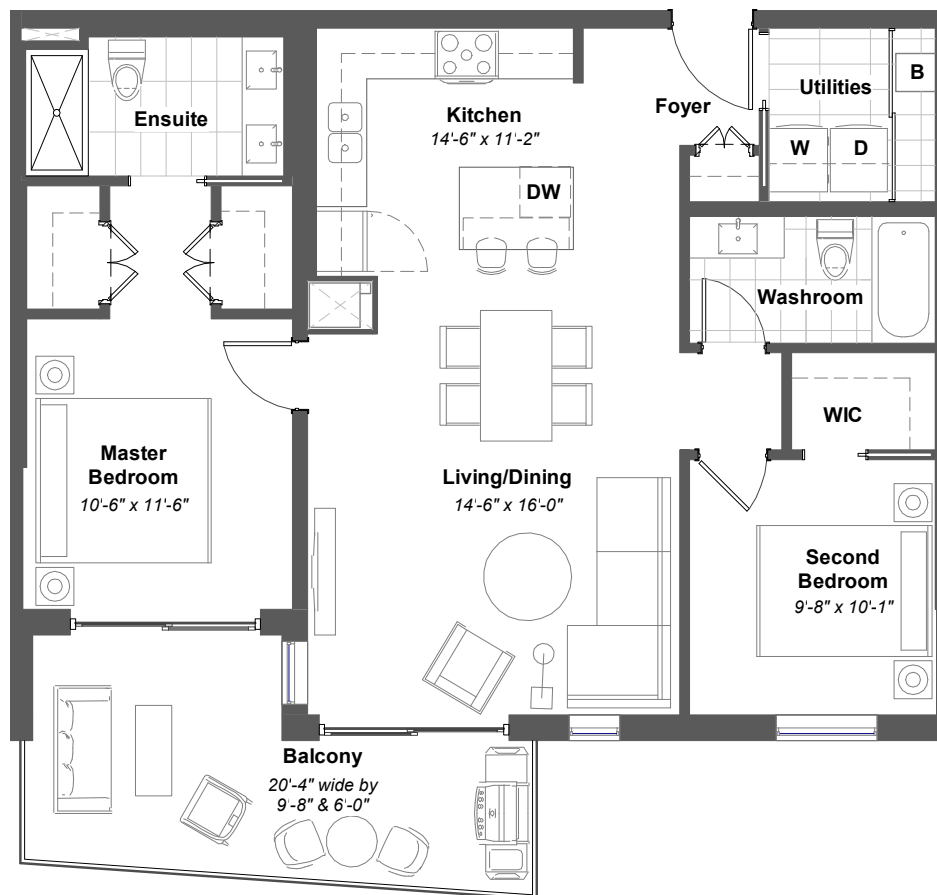 Ensuite
Kitchen
14'-6" x 11'-2"
DW
Foyer
Utilities
B
W
D
Washroom
WIC
Master
Bedroom
10'-6" x 11'-6"
Living/Dining
14'-6" x 16'-0"
Second
Bedroom
9'-8" x 10'-1"
Balcony
20'-4" wide by
9'-8" & 6'-0"